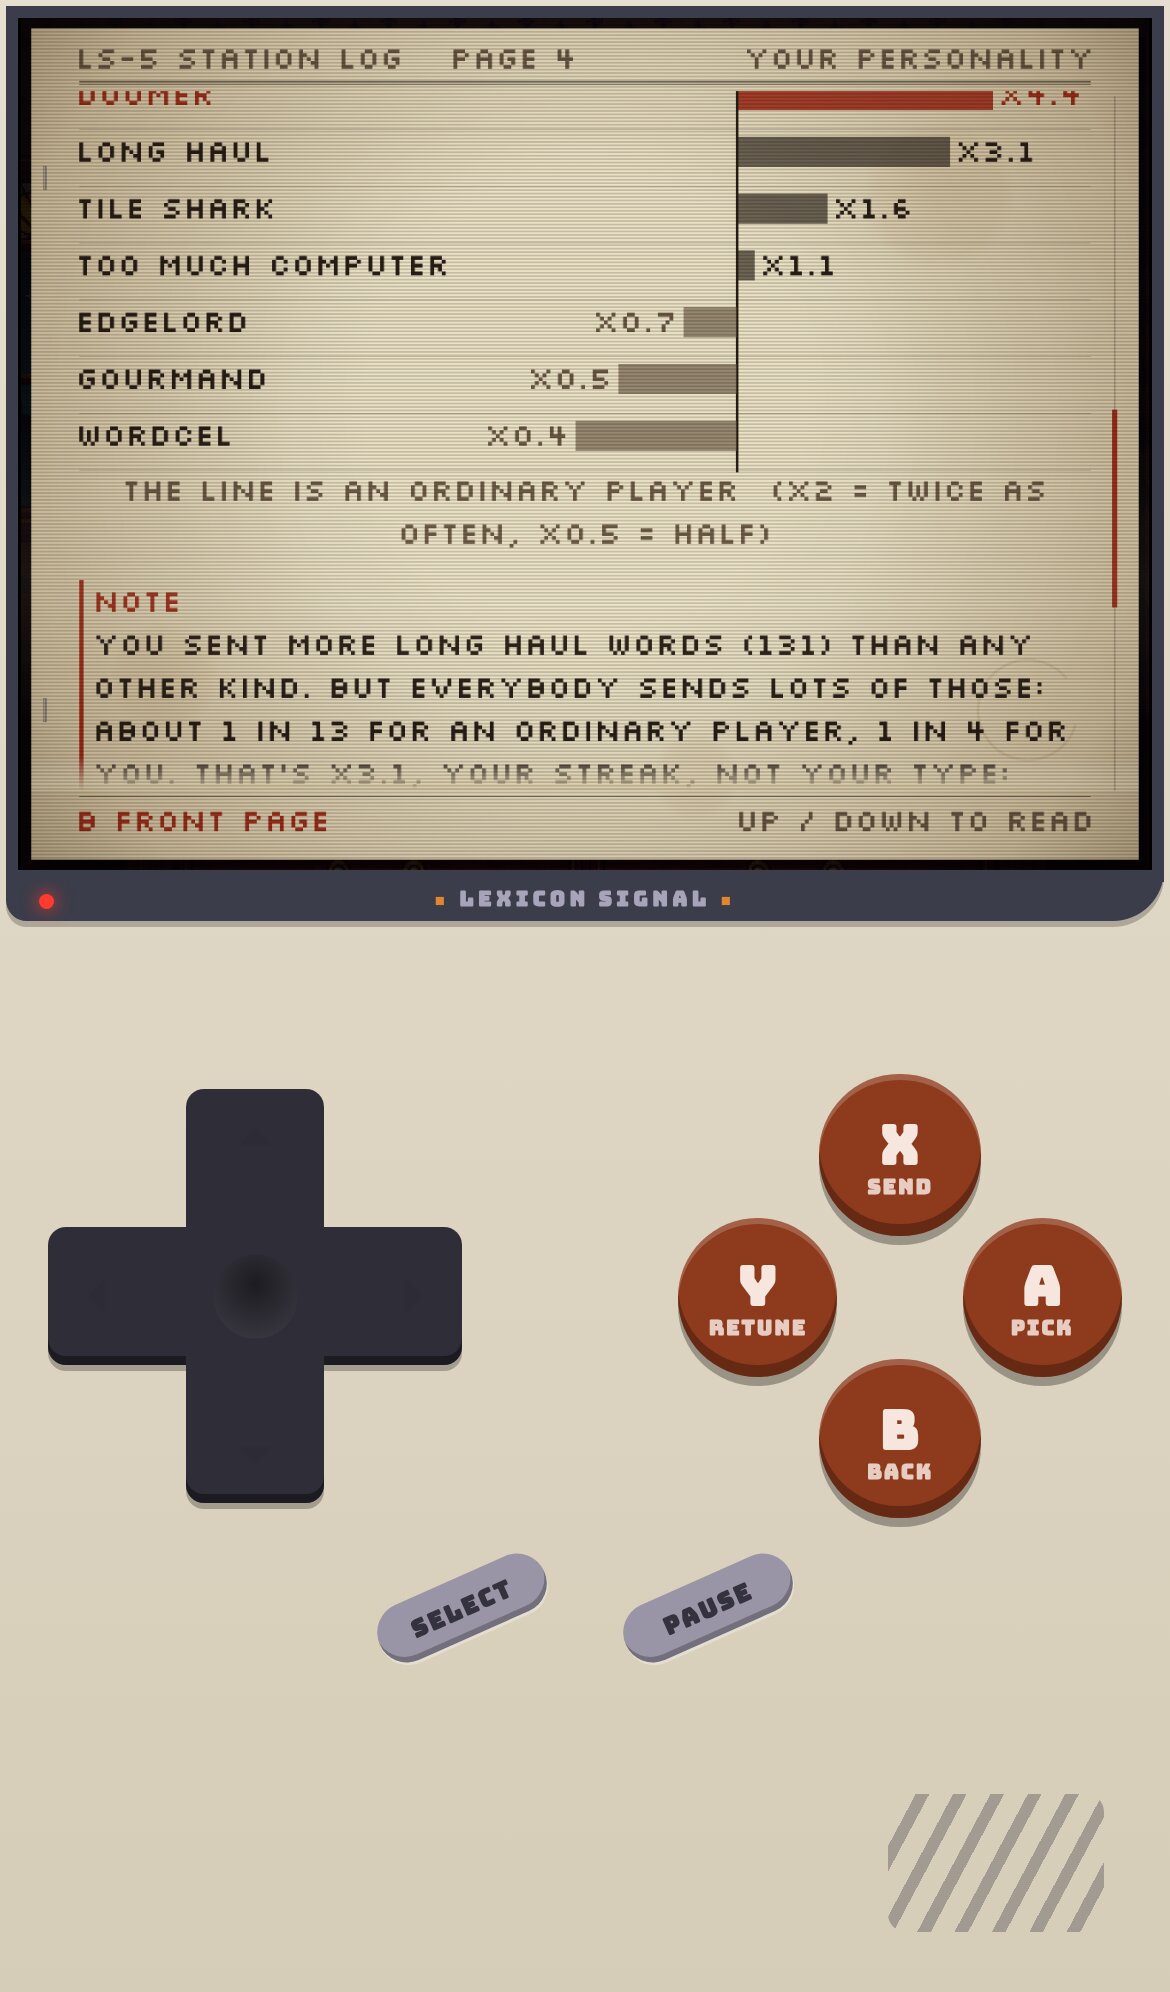 LS-5 STATION LOG PAGE 4 YOUR PERSONALITY
DOOMER X4.4
LONG HAUL X3.1
TILE SHARK X1.6
TOO MUCH COMPUTER X1.1
EDGELORD X0.7
GOURMAND X0.5
WORDCEL X0.4
THE LINE IS AN ORDINARY PLAYER (X2 = TWICE AS
OFTEN, X0.5 = HALF)
NOTE
YOU SENT MORE LONG HAUL WORDS (131) THAN ANY
OTHER KIND. BUT EVERYBODY SENDS LOTS OF THOSE:
ABOUT 1 IN 13 FOR AN ORDINARY PLAYER, 1 IN 4 FOR
YOU. THAT'S X3.1, YOUR STREAK, NOT YOUR TYPE:
B FRONT PAGE UP / DOWN TO READ
LEXICON SIGNAL
X
SEND
Y
RETUNE
A
PICK
B
BACK
SELECT
PAUSE